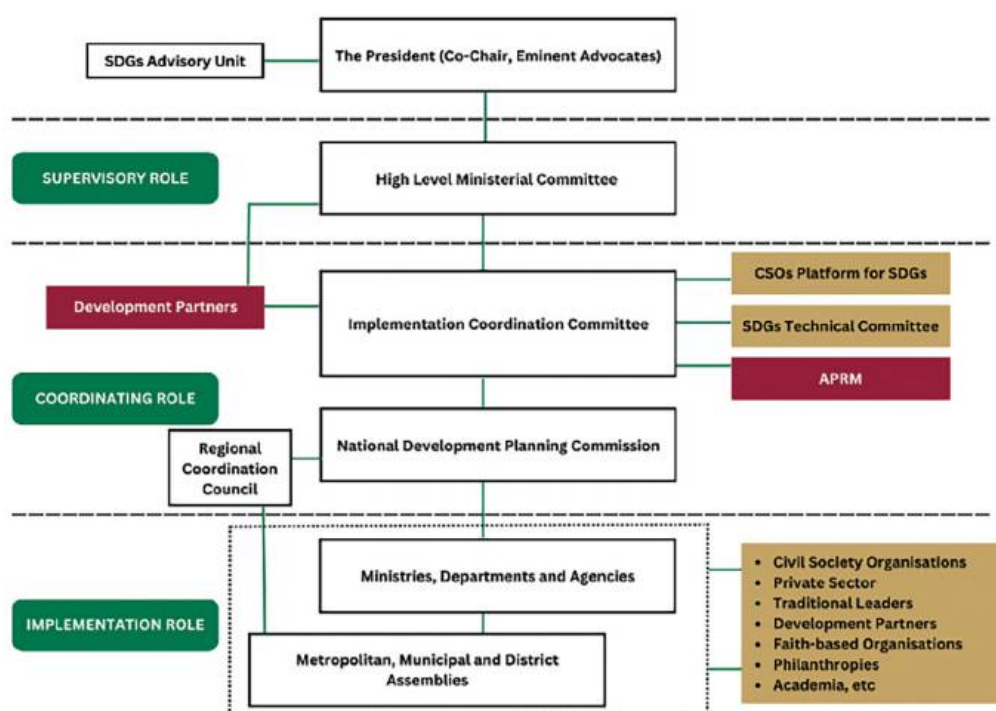 The President (Co-Chair, Eminent Advocates)
SDGs Advisory Unit
SUPERVISORY ROLE
High Level Ministerial Committee
Development Partners
Implementation Coordination Committee
CSOs Platform for SDGs
SDGs Technical Committee
APRM
COORDINATING ROLE
Regional
Coordination
Council
National Development Planning Commission
IMPLEMENTATION ROLE
Ministries, Departments and Agencies
Metropolitan, Municipal and District
Assemblies
• Civil Society Organisations
• Private Sector
• Traditional Leaders
• Development Partners
• Faith-based Organisations
• Philanthropies
• Academia, etc